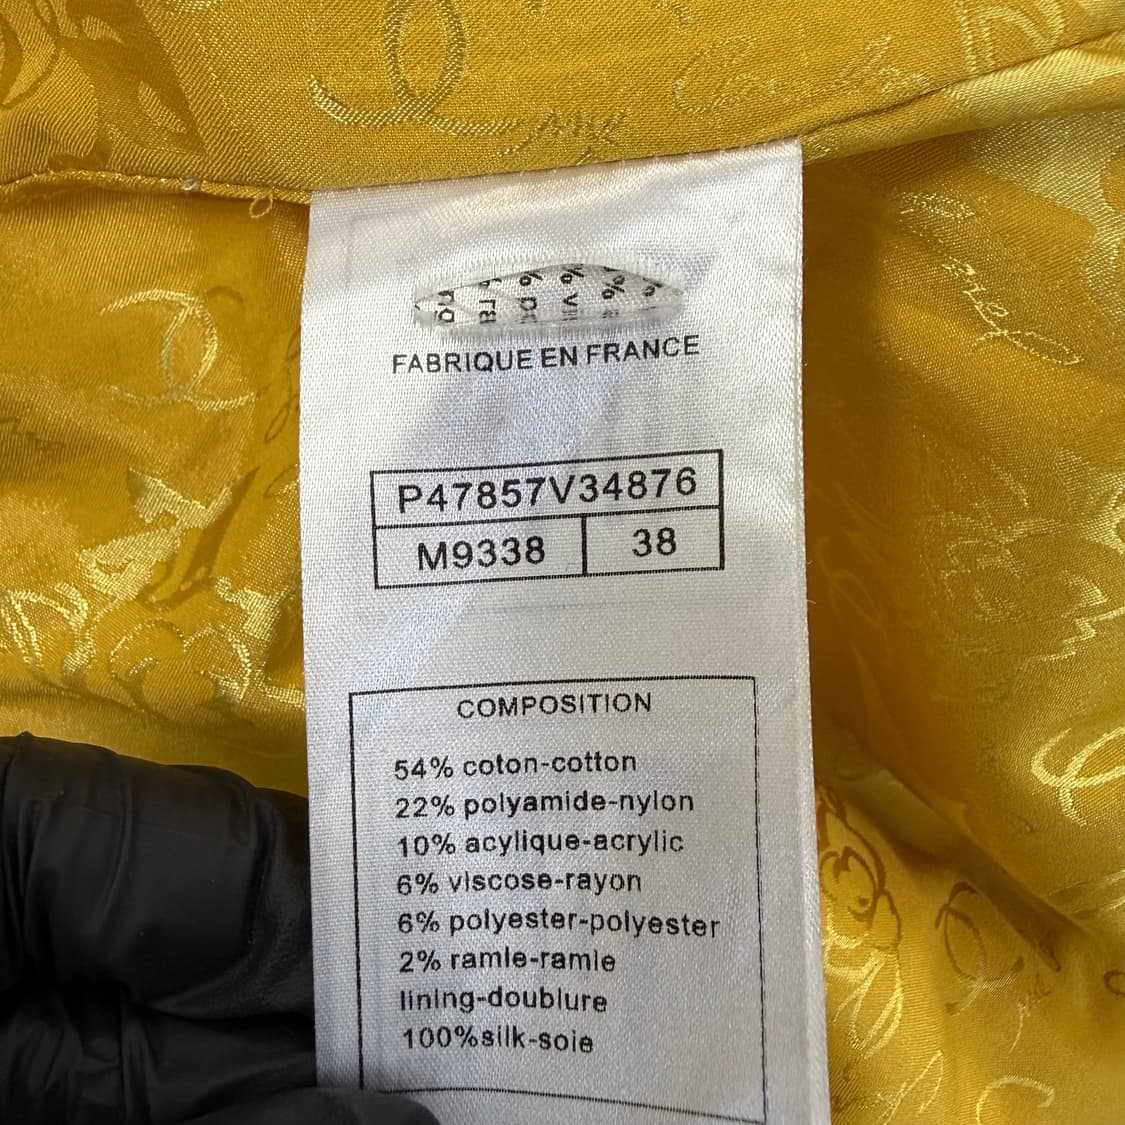 FABRIQUE EN FRANCE
P47857V34876
M9338 38
COMPOSITION
54% coton-cotton
22% polyamide-nylon
10% acylique-acrylic
6% viscose-rayon
6% polyester-polyester
2% ramie-ramie
lining-doublure
100%silk-soie